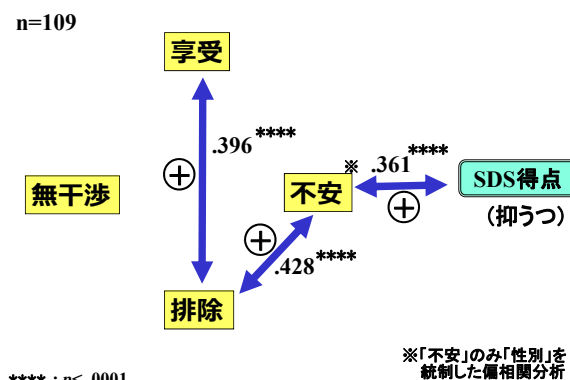 n=109
享受
.396 ****
⊕
無干渉
不安
※
.361 ****
⊕
SDS得点
(抑うつ)
⊕
.428 ****
排除
**** : p< .0001
※「不安」のみ「性別」を
統制した偏相関分析